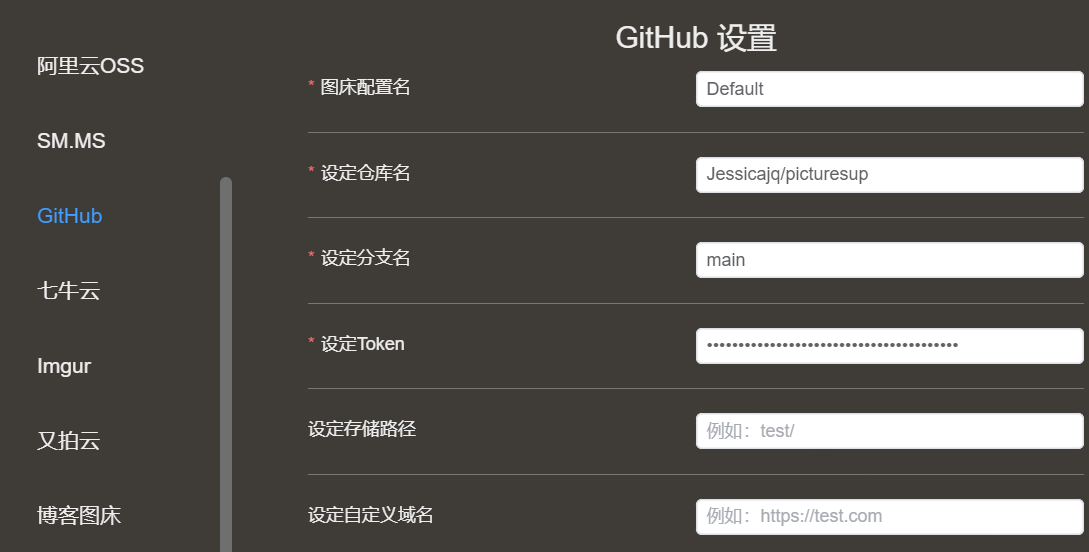 GitHub 设置
阿里云OSS
SM.MS
GitHub
七牛云
Imgur
又拍云
博客图床
* 图床配置名
Default
* 设定仓库名
Jessicajq/picturesup
* 设定分支名
main
* 设定Token
••••••••••••••••••••••••••••••••••••••••
设定存储路径
例如：test/
设定自定义域名
例如：https://test.com